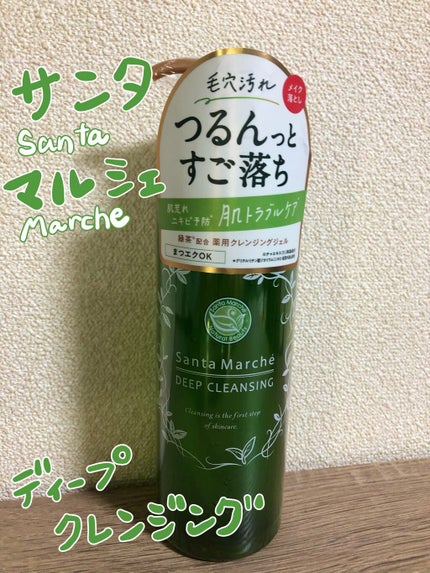 サンタ
Santa
マルシェ
Marche
毛穴汚れ
メイク
落とし
つるんっと
すご落ち
肌荒れ
ニキビ予防
肌トラブルケア
緑茶*配合 薬用クレンジングジェル
まつエクOK
Santa Marché
Natural Beauty
Santa Marché
DEEP CLEANSING
Cleansing is the first step
of skincare.
ディープ
クレンジング